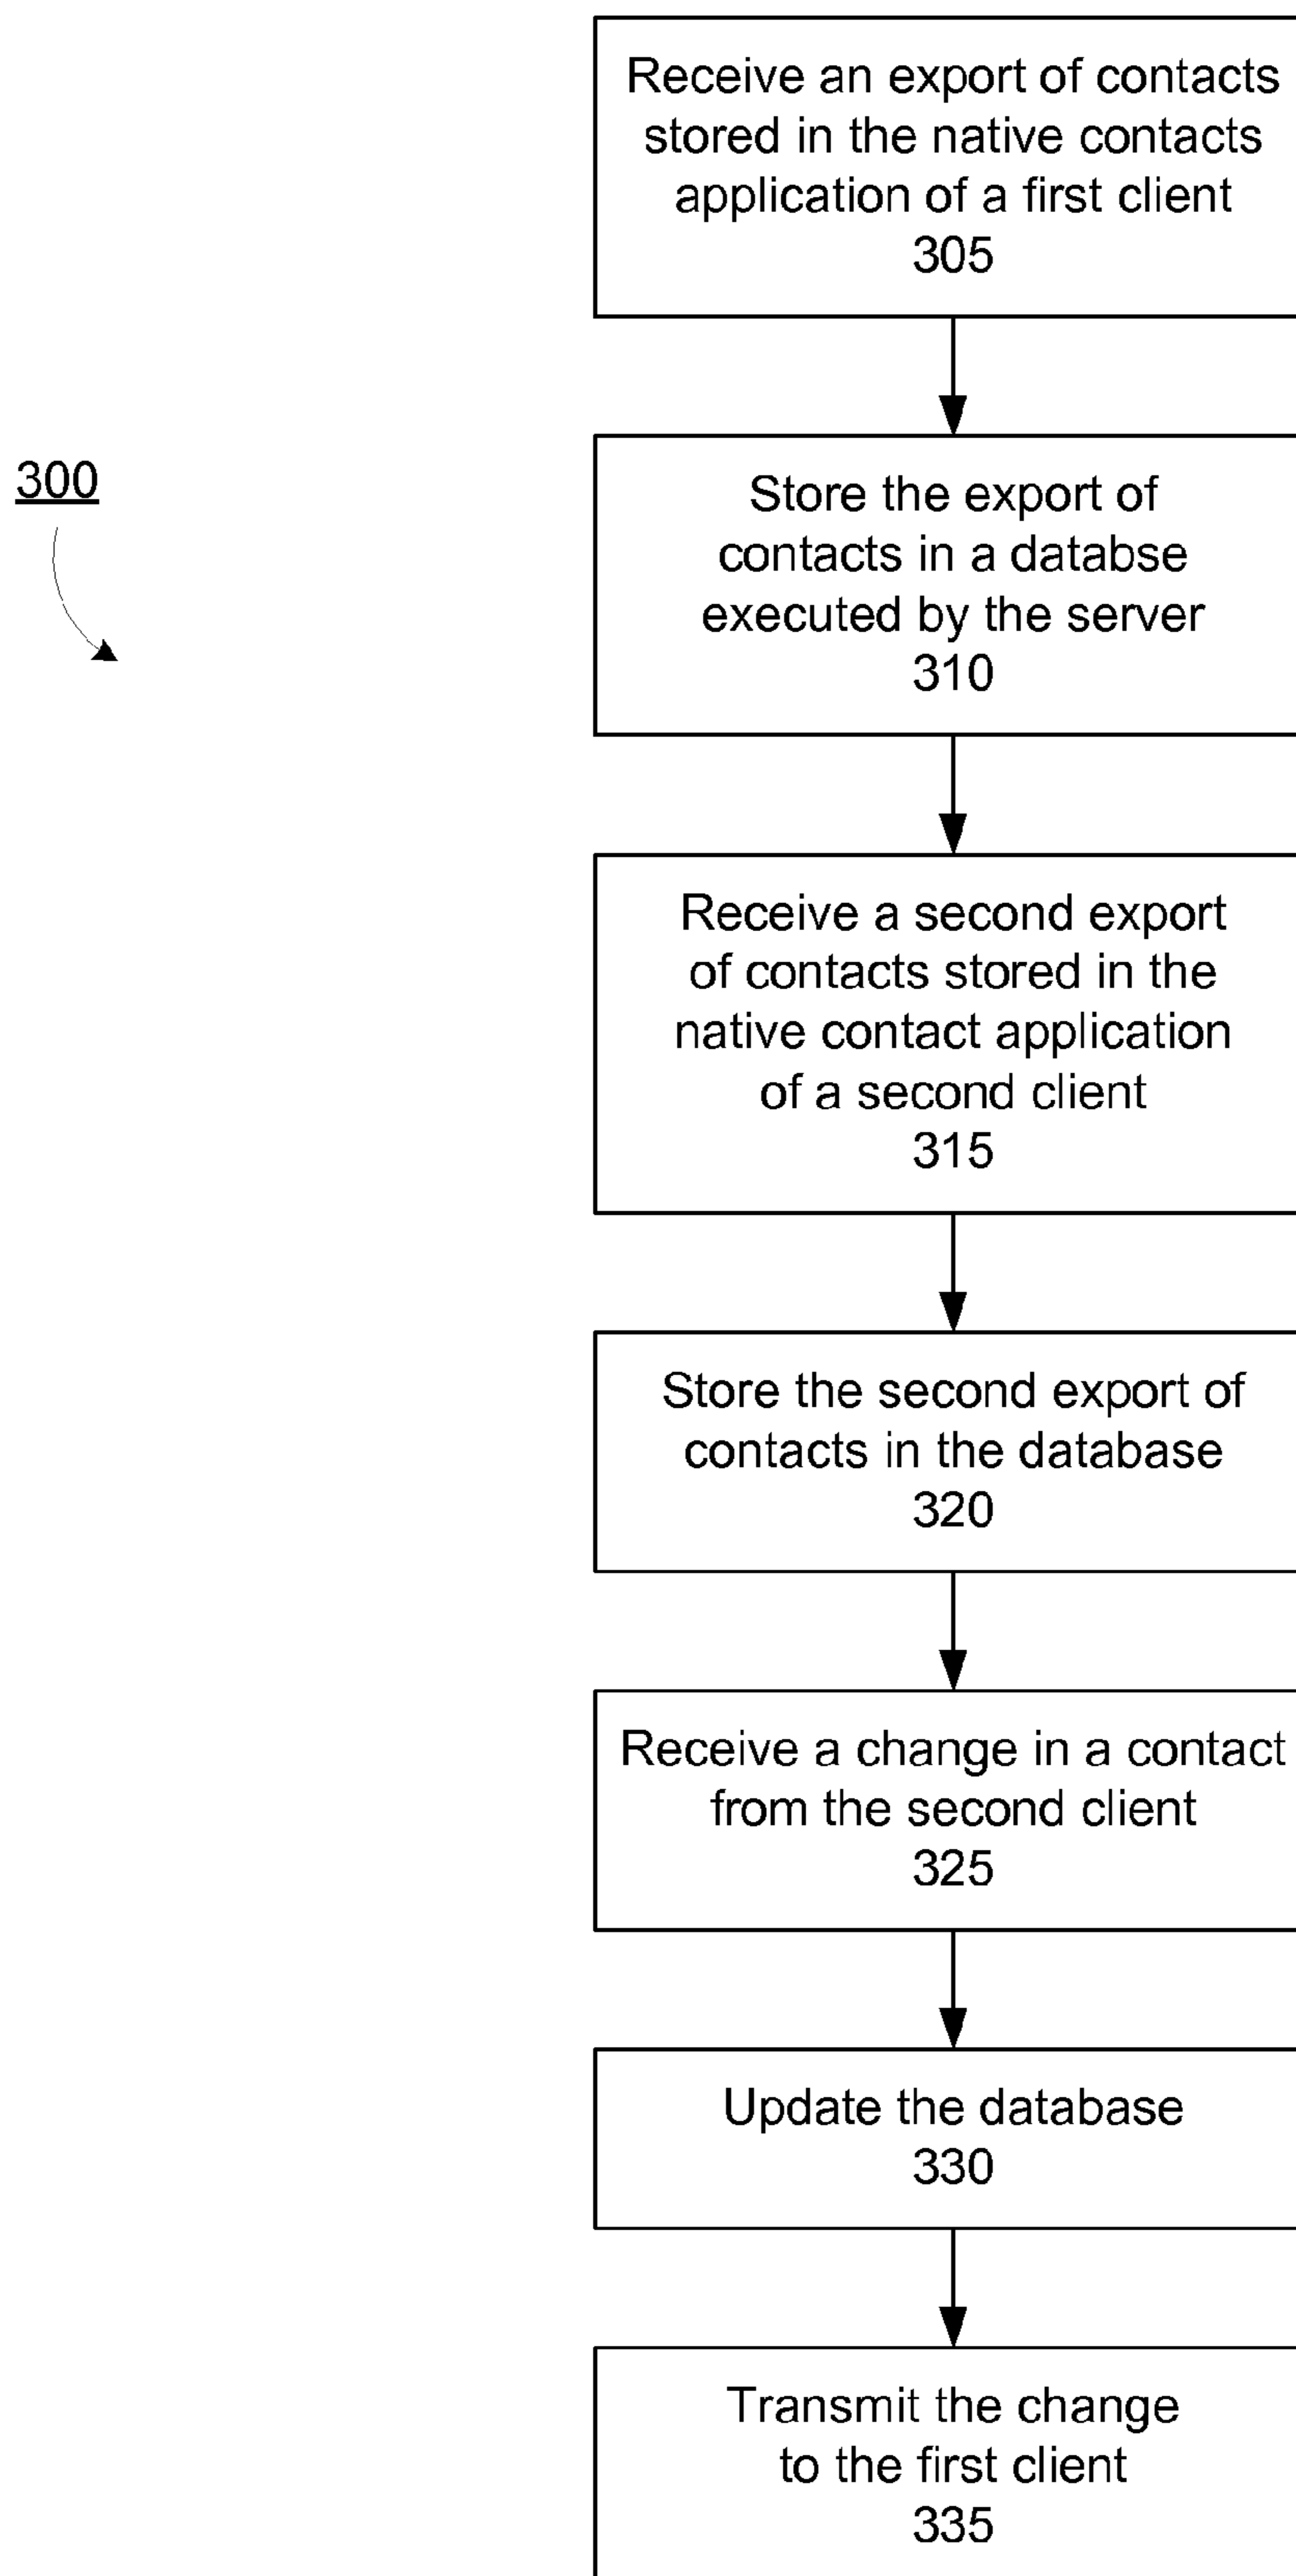 Receive an export of contacts
stored in the native contacts
application of a first client
305
300
Store the export of
contacts in a databse
executed by the server
310
Receive a second export
of contacts stored in the
native contact application
of a second client
315
Store the second export of
contacts in the database
320
Receive a change in a contact
from the second client
325
Update the database
330
Transmit the change
to the first client
335